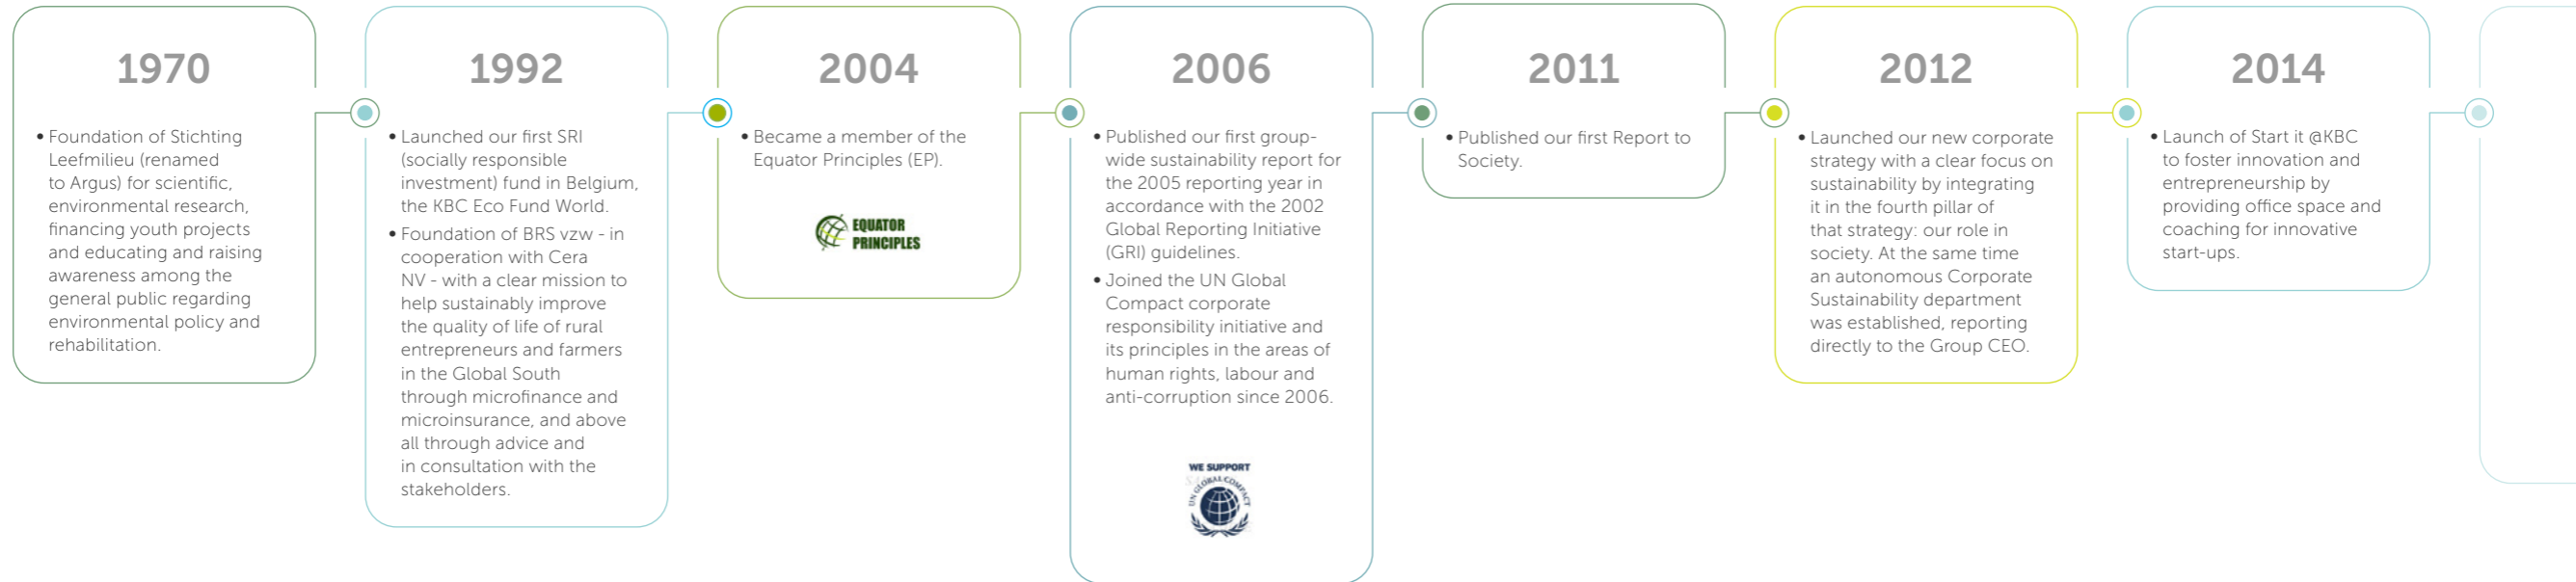 1970
• Foundation of Stichting
Leefmilieu (renamed
to Argus) for scientific,
environmental research,
financing youth projects
and educating and raising
awareness among the
general public regarding
environmental policy and
rehabilitation.
1992
• Launched our first SRI
(socially responsible
investment) fund in Belgium,
the KBC Eco Fund World.
• Foundation of BRS vzw - in
cooperation with Cera
NV - with a clear mission to
help sustainably improve
the quality of life of rural
entrepreneurs and farmers
in the Global South
through microfinance and
microinsurance, and above
all through advice and
in consultation with the
stakeholders.
2004
• Became a member of the
Equator Principles (EP).
EQUATOR
PRINCIPLES
2006
• Published our first group-
wide sustainability report for
the 2005 reporting year in
accordance with the 2002
Global Reporting Initiative
(GRI) guidelines.
• Joined the UN Global
Compact corporate
responsibility initiative and
its principles in the areas of
human rights, labour and
anti-corruption since 2006.
WE SUPPORT
UN GLOBAL COMPACT
2011
• Published our first Report to
Society.
2012
• Launched our new corporate
strategy with a clear focus on
sustainability by integrating
it in the fourth pillar of
that strategy: our role in
society. At the same time
an autonomous Corporate
Sustainability department
was established, reporting
directly to the Group CEO.
2014
• Launch of Start it @KBC
to foster innovation and
entrepreneurship by
providing office space and
coaching for innovative
start-ups.